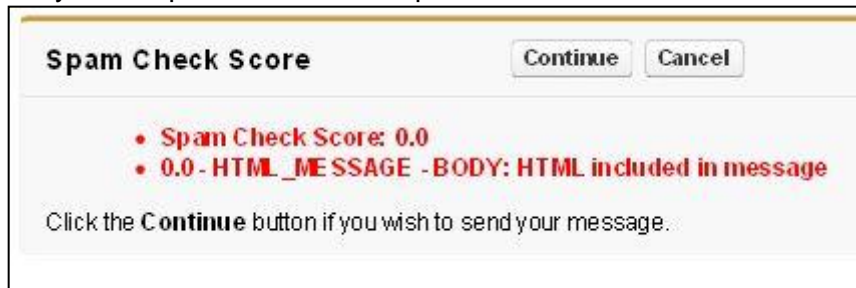 Spam Check Score Continue Cancel
• Spam Check Score: 0.0
• 0.0 - HTML_MESSAGE - BODY: HTML included in message
Click the Continue button if you wish to send your message.